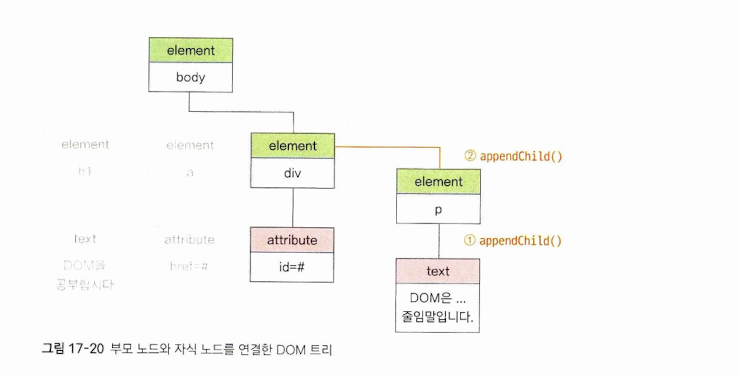 element
body
element
element
element
② appendChild()
h1
a
div
element
p
text
attribute
attribute
① appendChild()
DOM을
공부합시다
href=#
id=#
text
DOM은 ...
줄임말입니다.
그림 17-20 부모 노드와 자식 노드를 연결한 DOM 트리